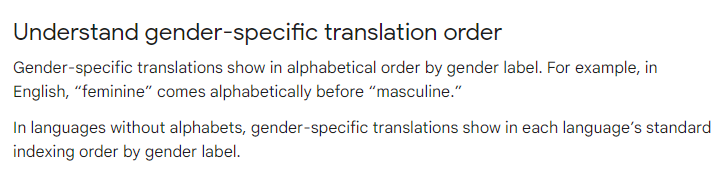 Understand gender-specific translation order
Gender-specific translations show in alphabetical order by gender label. For example, in
English, “feminine” comes alphabetically before “masculine.”
In languages without alphabets, gender-specific translations show in each language’s standard
indexing order by gender label.